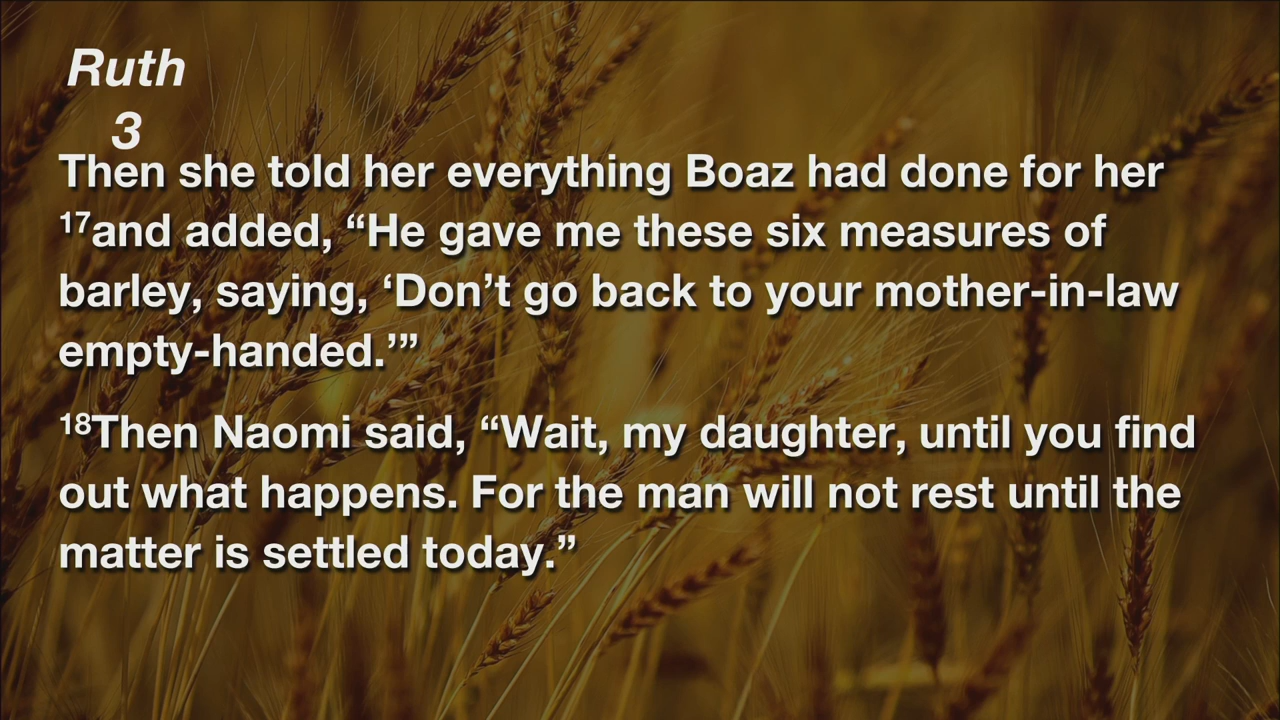 Ruth
3
Then she told her everything Boaz had done for her
17and added, “He gave me these six measures of
barley, saying, ‘Don’t go back to your mother-in-law
empty-handed.’”
18Then Naomi said, “Wait, my daughter, until you find
out what happens. For the man will not rest until the
matter is settled today.”